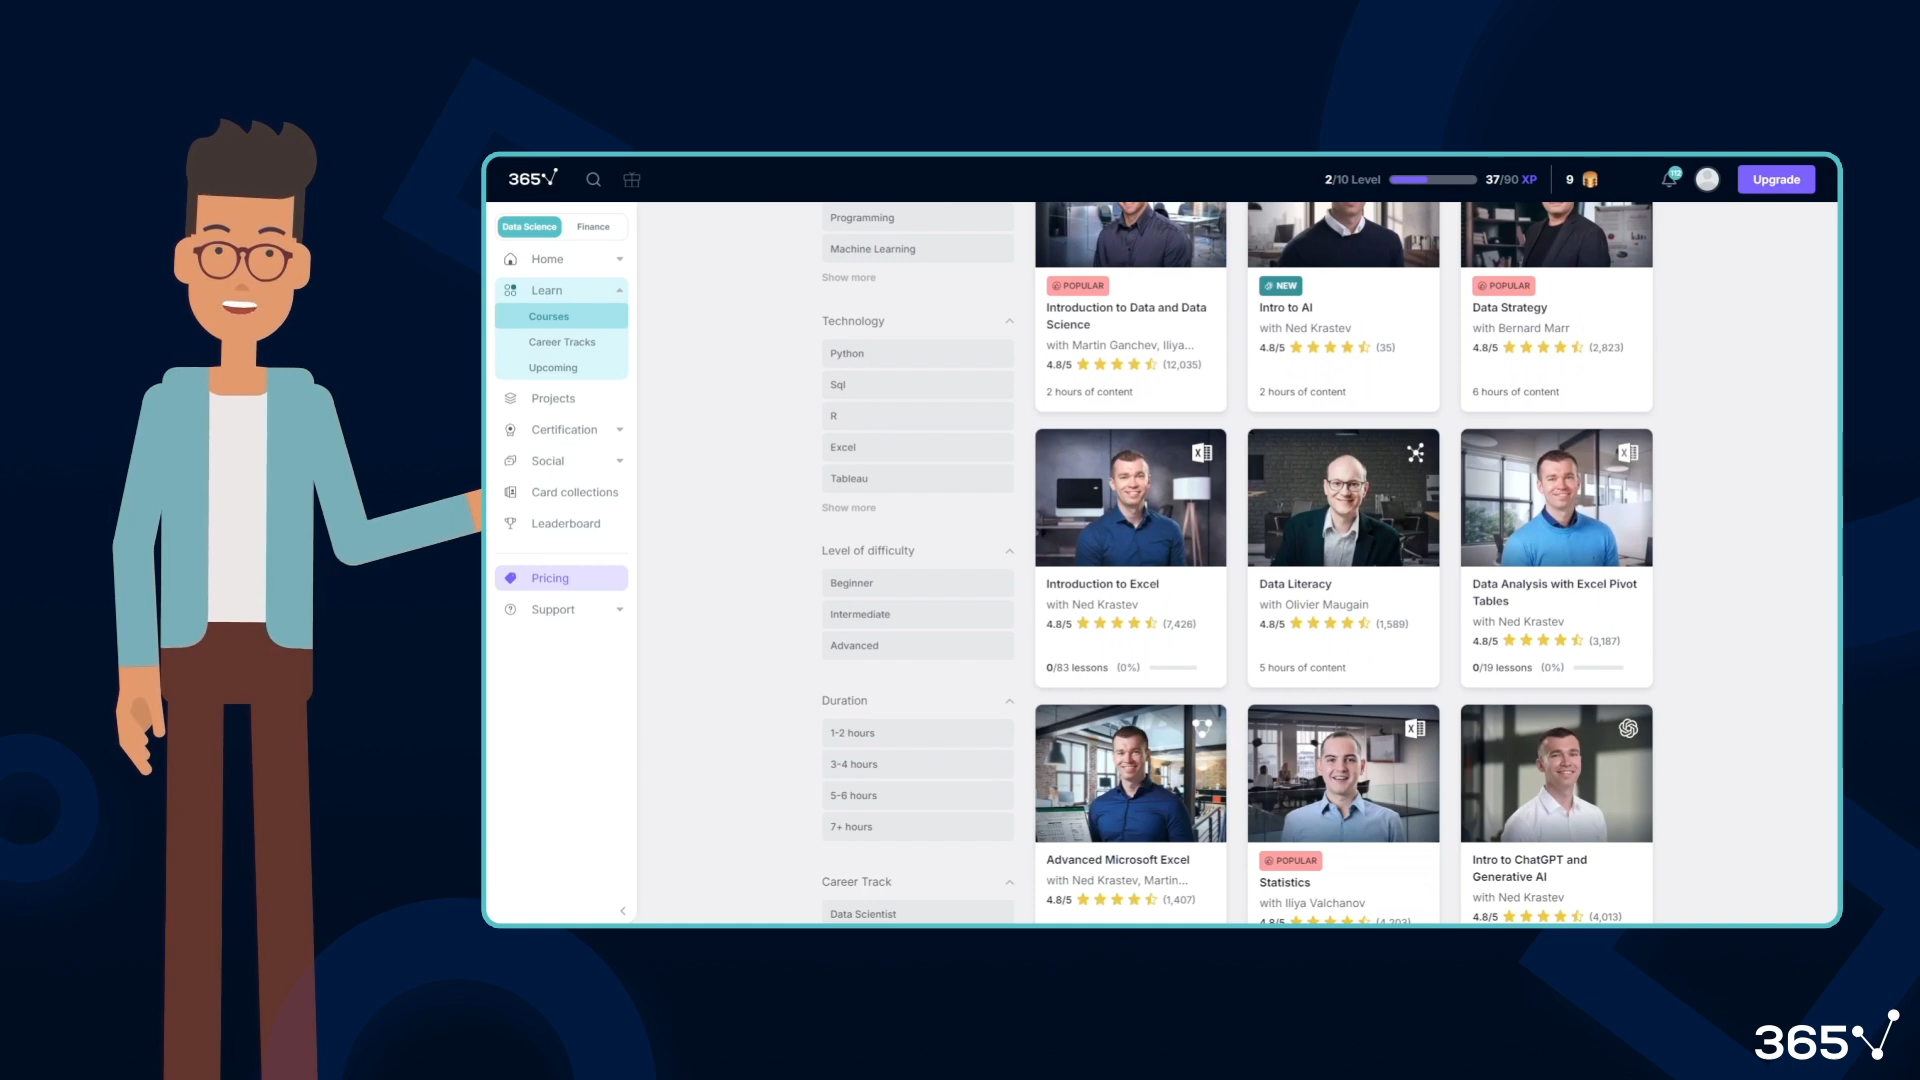 365
2/10 Level
37/90 XP
9
112
Upgrade
Data Science
Finance
Home
Learn
Courses
Career Tracks
Upcoming
Projects
Certification
Social
Card collections
Leaderboard
Pricing
Support
Programming
Machine Learning
Show more
Technology
Python
Sql
R
Excel
Tableau
Show more
Level of difficulty
Beginner
Intermediate
Advanced
Duration
1-2 hours
3-4 hours
5-6 hours
7+ hours
Career Track
Data Scientist
POPULAR
Introduction to Data and Data
Science
with Martin Ganchev, Iliya...
4.8/5 (12,035)
2 hours of content
NEW
Intro to AI
with Ned Krastev
4.8/5 (35)
2 hours of content
POPULAR
Data Strategy
with Bernard Marr
4.8/5 (2,823)
6 hours of content
Introduction to Excel
with Ned Krastev
4.8/5 (7,426)
0/83 lessons (0%)
Data Literacy
with Olivier Maugain
4.8/5 (1,589)
5 hours of content
Data Analysis with Excel Pivot
Tables
with Ned Krastev
4.8/5 (3,187)
0/19 lessons (0%)
Advanced Microsoft Excel
with Ned Krastev, Martin...
4.8/5 (1,407)
POPULAR
Statistics
with Iliya Valchanov
4.8/5 (4,203)
Intro to ChatGPT and
Generative AI
with Ned Krastev
4.8/5 (4,013)
365